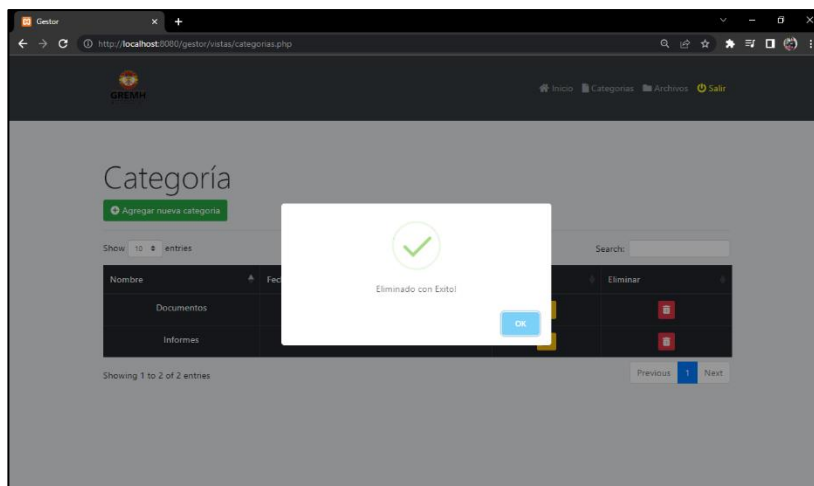 Gestor
http://localhost:8080/gestor/vistas/categorias.php
GREMH
Inicio Categorias Archivos Salir
Categoría
Agregar nueva categoria
Show 10 entries
Search:
Nombre
Fec
Eliminar
Eliminado con Exito!
OK
Documentos
Informes
Showing 1 to 2 of 2 entries
Previous 1 Next